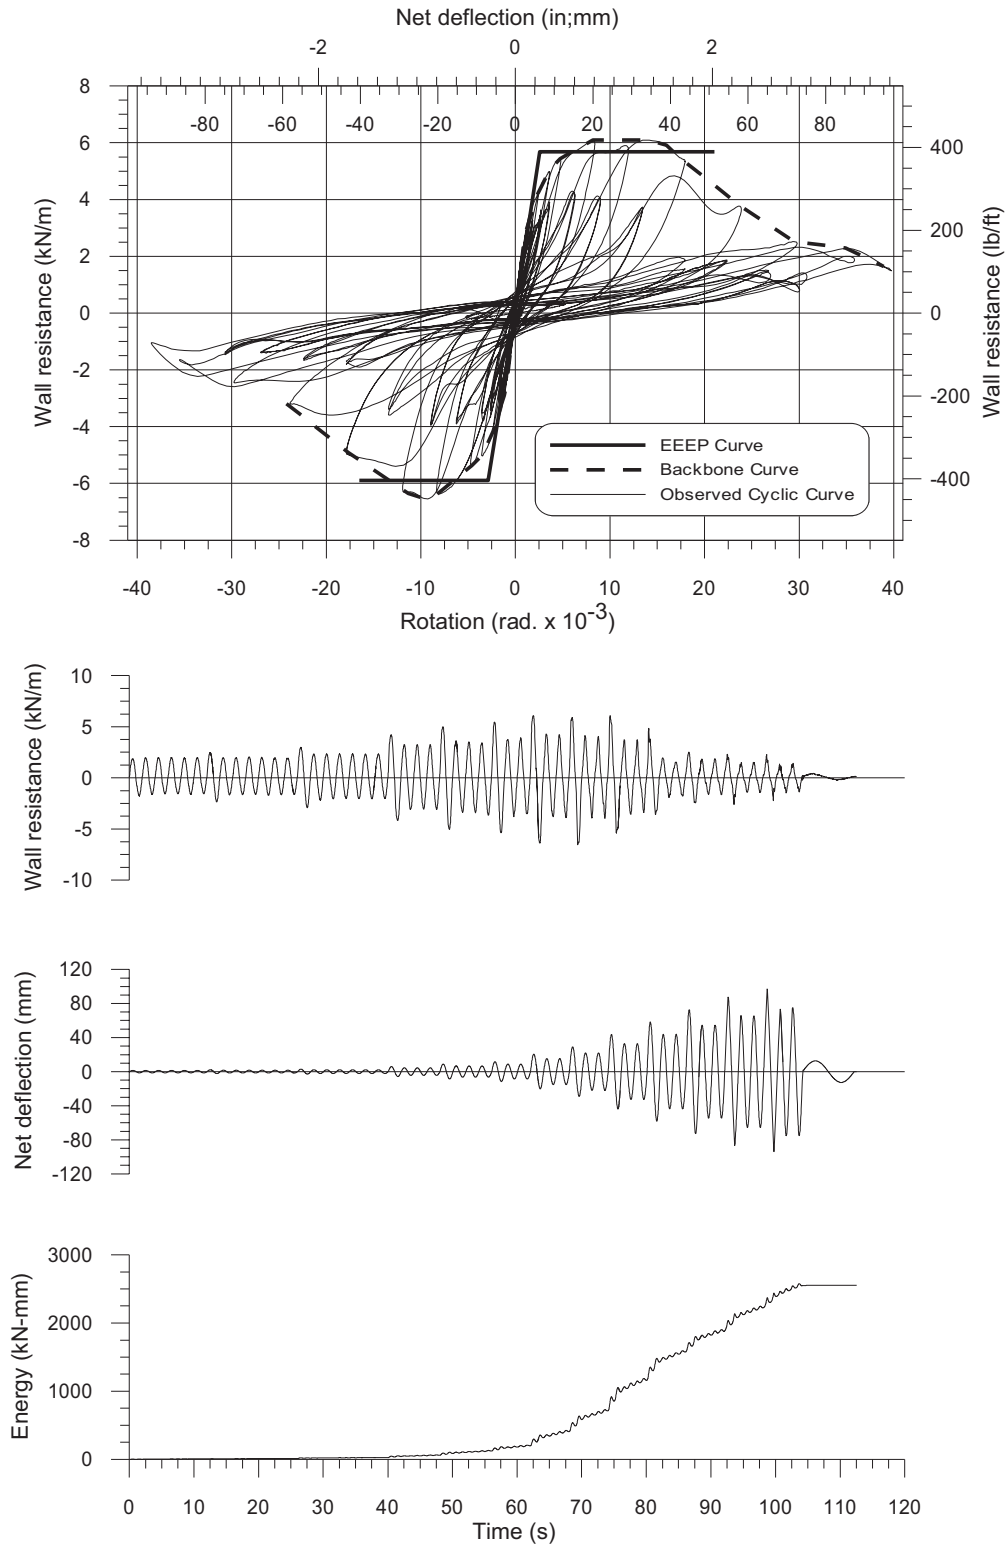 Net deflection (in;mm)
-2 0 2
8
-80 -60 -40 -20 0 20 40 60 80
6
4
2
0
-2
-4
-6
-8
Wall resistance (kN/m)
400
200
0
-200
-400
Wall resistance (lb/ft)
EEEP Curve
Backbone Curve
Observed Cyclic Curve
-40 -30 -20 -10 0 10 20 30 40
Rotation (rad. x 10-3)
10
5
0
-5
-10
Wall resistance (kN/m)
120
80
40
0
-40
-80
-120
Net deflection (mm)
3000
2000
1000
0
Energy (kN-mm)
0 10 20 30 40 50 60 70 80 90 100 110 120
Time (s)